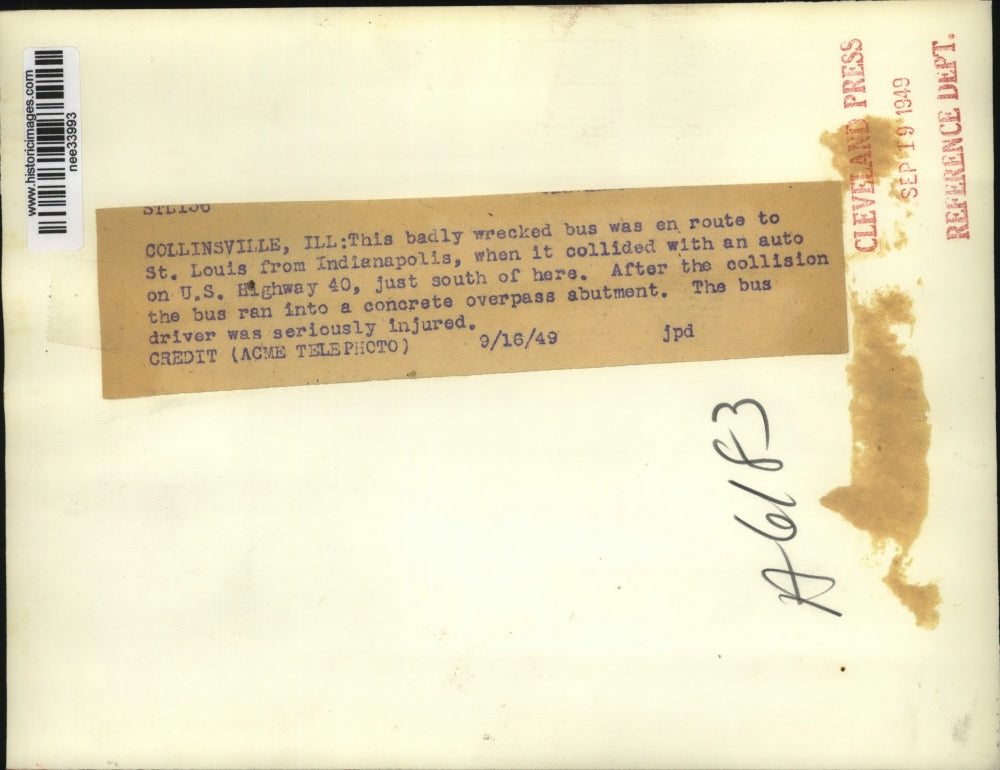 www.historicimages.com
nee33993
CLEVELAND PRESS
SEP 19 1949
REFERENCE DEPT.
COLLINSVILLE, ILL:This badly wrecked bus was en route to
St. Louis from Indianapolis, when it collided with an auto
on U.S. Highway 40, just south of here. After the collision
the bus ran into a concrete overpass abutment. The bus
driver was seriously injured.
CREDIT (ACME TELEPHOTO) 9/16/49 jpd
A6183